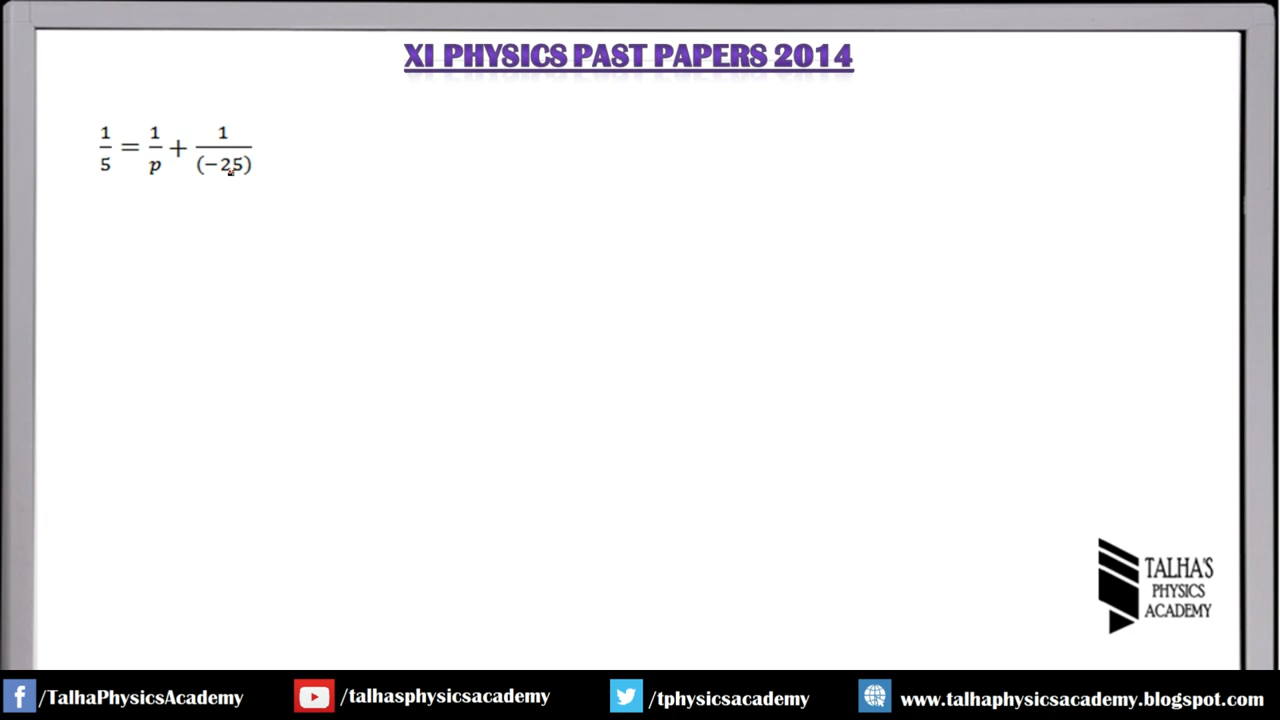 XI PHYSICS PAST PAPERS 2014
1/5 = 1/p + 1/(−25)
TALHA'S
PHYSICS
ACADEMY
/TalhaPhysicsAcademy
/talhasphysicsacademy
/tphysicsacademy
www.talhaphysicsacademy.blogspot.com